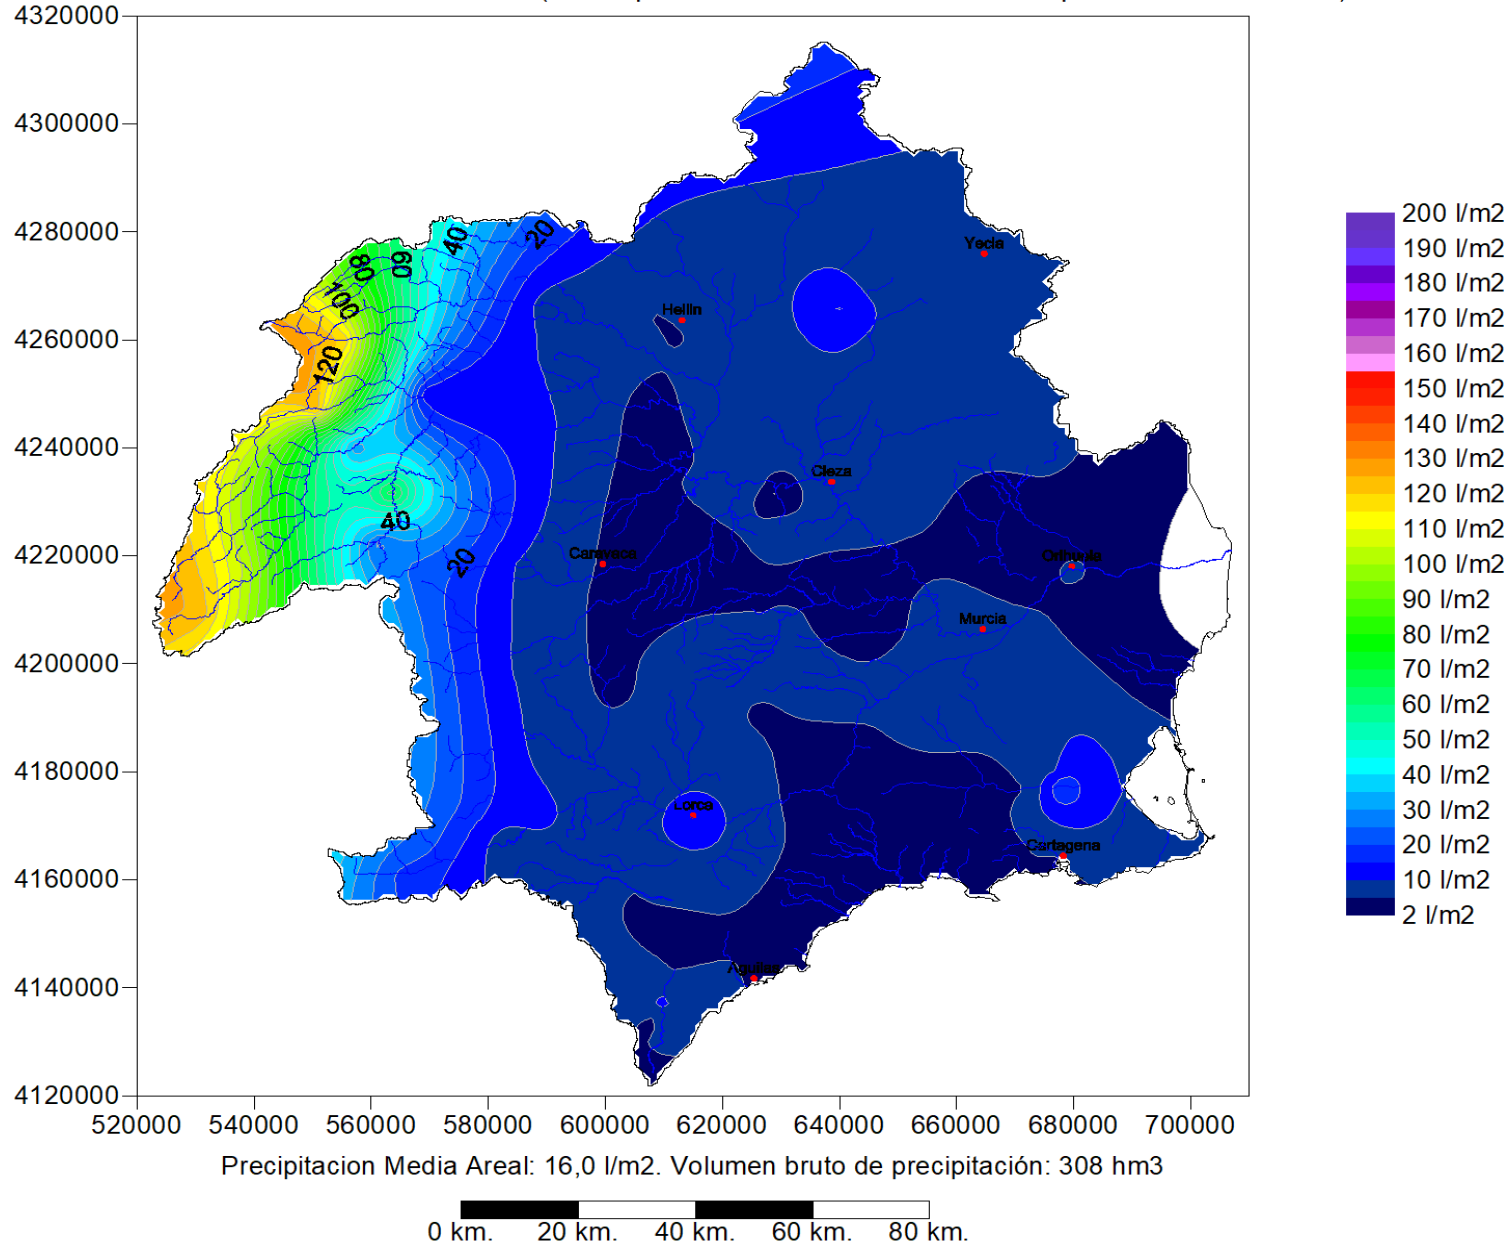 4320000
4300000
4280000
4260000
4240000
4220000
4200000
4180000
4160000
4140000
4120000
520000 540000 560000 580000 600000 620000 640000 660000 680000 700000
20
40
60
80
100
120
40
20
Yecla
Hellin
Cieza
Caravaca
Orihuela
Murcia
Lorca
Cartagena
Aguilas
200 l/m2
190 l/m2
180 l/m2
170 l/m2
160 l/m2
150 l/m2
140 l/m2
130 l/m2
120 l/m2
110 l/m2
100 l/m2
90 l/m2
80 l/m2
70 l/m2
60 l/m2
50 l/m2
40 l/m2
30 l/m2
20 l/m2
10 l/m2
2 l/m2
Precipitacion Media Areal: 16,0 l/m2. Volumen bruto de precipitación: 308 hm3
0 km. 20 km. 40 km. 60 km. 80 km.